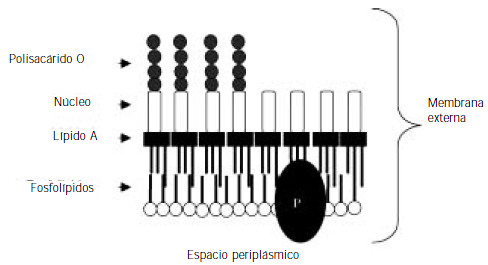 Polisacárido O
Núcleo
Lípido A
Fosfolípidos
Membrana
externa
P
Espacio periplásmico